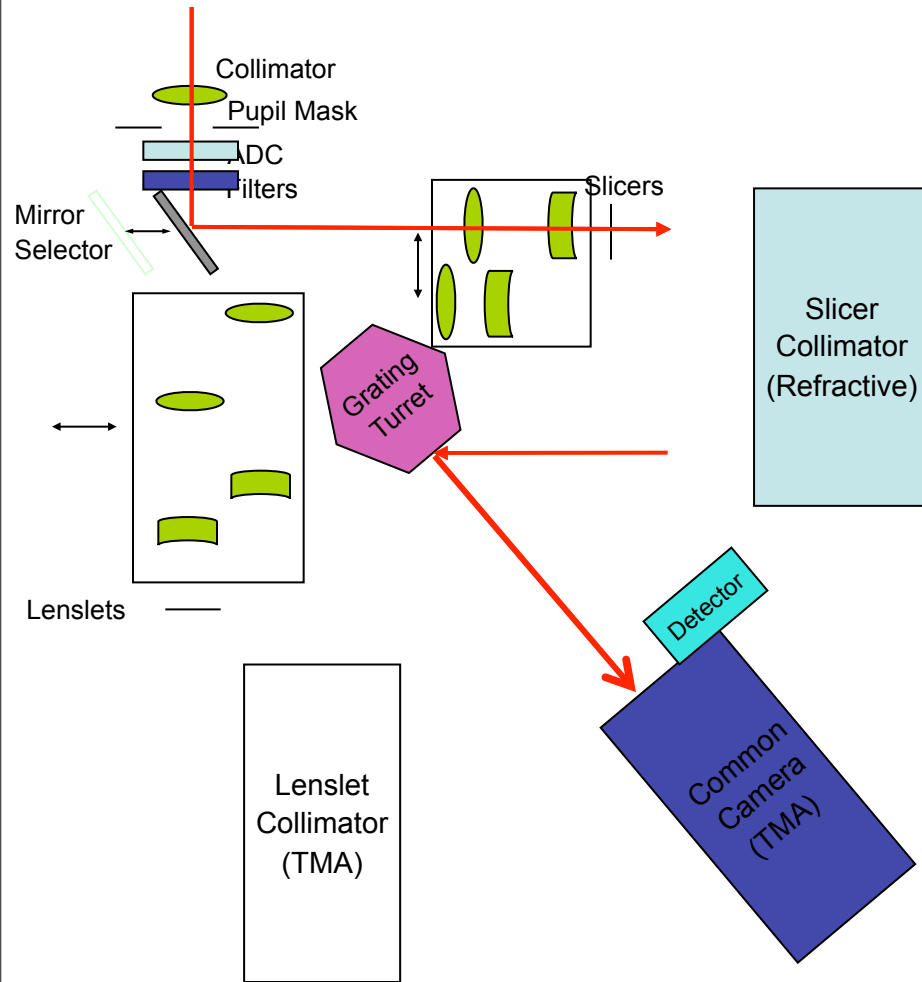 Collimator
Pupil Mask
ADC
Filters
Slicers
Mirror
Selector
Slicer
Collimator
(Refractive)
Grating
Turret
Lenslets
Detector
Lenslet
Collimator
(TMA)
Common
Camera
(TMA)